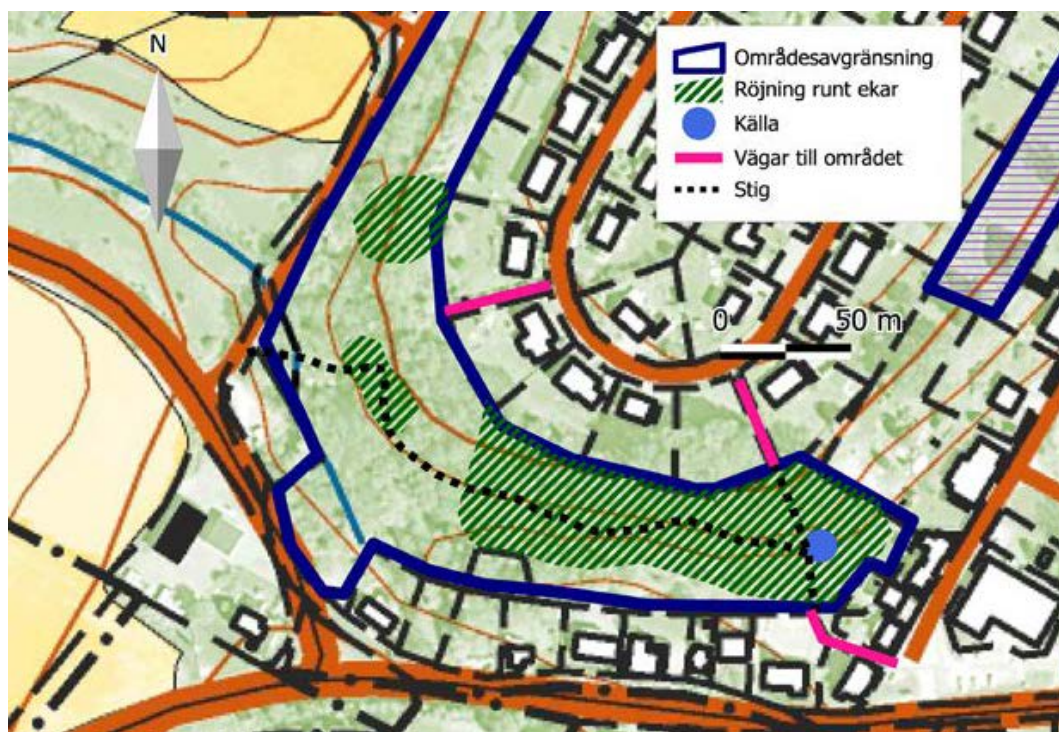 N
Områdesavgränsning
Röjning runt ekar
Källa
Vägar till området
Stig
0 50 m